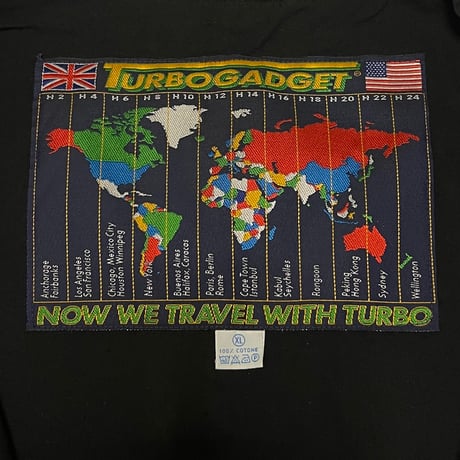 TURBOGADGET®
H 2 H 4 H 6 H 8 H 10 H 12 H 14 H 16 H 18 H 20 H 22 H 24
Anchorage
Fairbanks
Los Angeles
San Francisco
Chicago, Mexico City
Houston Winnipeg
New York
Buenos Aires
Halifax, Caracas
Paris, Berlin
Rome
Cape Town
Istanbul
Kabul
Seychelles
Rangoon
Peking
Hong Kong
Sydney
Wellington
NOW WE TRAVEL WITH TURBO
XL
100% COTONE